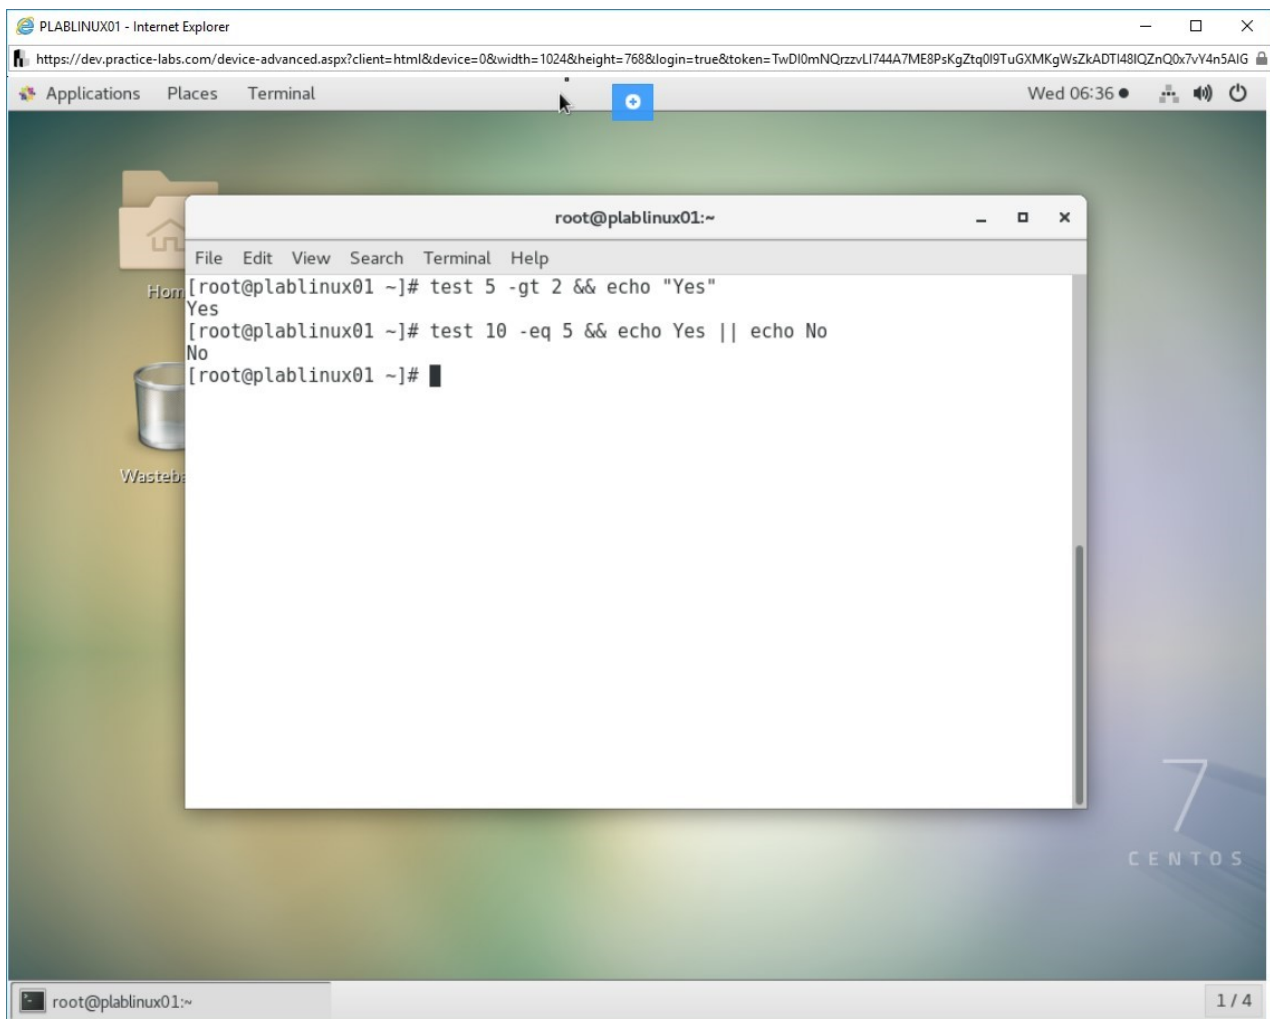 PLABLINUX01 - Internet Explorer
https://dev.practice-labs.com/device-advanced.aspx?client=html&device=0&width=1024&height=768&login=true&token=TwDI0mNQrzzvLI744A7ME8PsKgZtq0I9TuGXMKgWsZkADTI48IQZnQ0x7vY4n5AIG
Applications Places Terminal Wed 06:36
root@plablinux01:~
File Edit View Search Terminal Help
[root@plablinux01 ~]# test 5 -gt 2 && echo "Yes"
Yes
[root@plablinux01 ~]# test 10 -eq 5 && echo Yes || echo No
No
[root@plablinux01 ~]#
Hom
Wasteb
7
CENTOS
root@plablinux01:~ 1 / 4